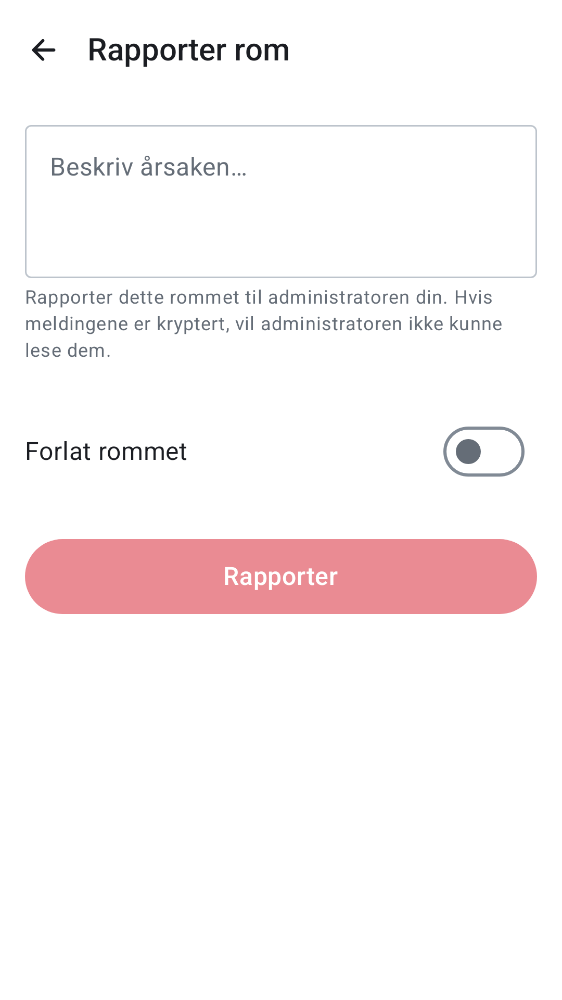 Rapporter rom
Beskriv årsaken…
Rapporter dette rommet til administratoren din. Hvis
meldingene er kryptert, vil administratoren ikke kunne
lese dem.
Forlat rommet
Rapporter